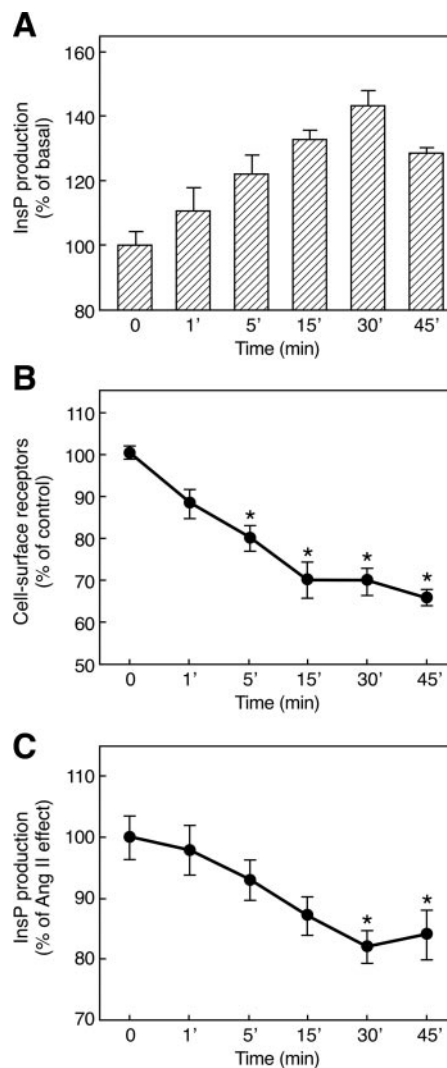 A
InsP production
(% of basal)
160
140
120
100
80
0 1' 5' 15' 30' 45'
Time (min)
B
Cell-surface receptors
(% of control)
110
100
90
80
70
60
50
* * * *
0 1' 5' 15' 30' 45'
Time (min)
C
InsP production
(% of Ang II effect)
110
100
90
80
70
* *
0 1' 5' 15' 30' 45'
Time (min)